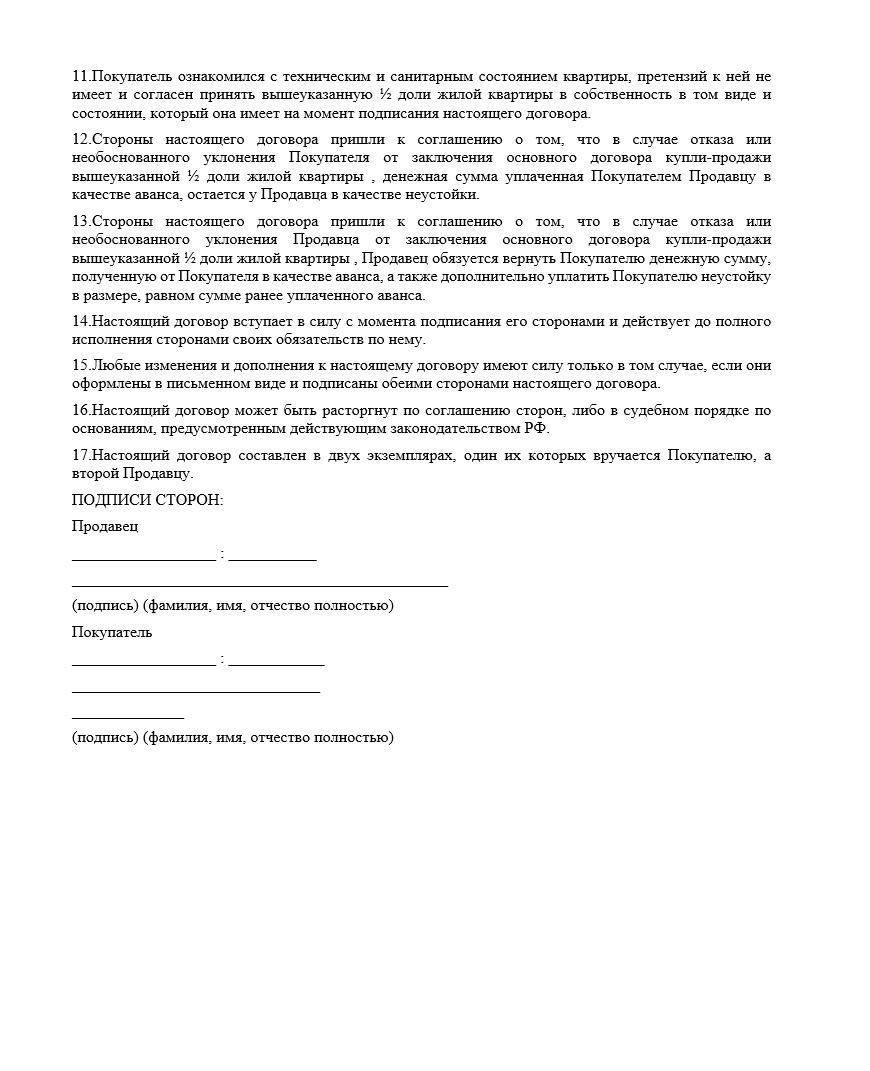 11.Покупатель ознакомился с техническим и санитарным состоянием квартиры, претензий к ней не
имеет и согласен принять вышеуказанную ½ доли жилой квартиры в собственность в том виде и
состоянии, который она имеет на момент подписания настоящего договора.
12.Стороны настоящего договора пришли к соглашению о том, что в случае отказа или
необоснованного уклонения Покупателя от заключения основного договора купли-продажи
вышеуказанной ½ доли жилой квартиры , денежная сумма уплаченная Покупателем Продавцу в
качестве аванса, остается у Продавца в качестве неустойки.
13.Стороны настоящего договора пришли к соглашению о том, что в случае отказа или
необоснованного уклонения Продавца от заключения основного договора купли-продажи
вышеуказанной ½ доли жилой квартиры , Продавец обязуется вернуть Покупателю денежную сумму,
полученную от Покупателя в качестве аванса, а также дополнительно уплатить Покупателю неустойку
в размере, равном сумме ранее уплаченного аванса.
14.Настоящий договор вступает в силу с момента подписания его сторонами и действует до полного
исполнения сторонами своих обязательств по нему.
15.Любые изменения и дополнения к настоящему договору имеют силу только в том случае, если они
оформлены в письменном виде и подписаны обеими сторонами настоящего договора.
16.Настоящий договор может быть расторгнут по соглашению сторон, либо в судебном порядке по
основаниям, предусмотренным действующим законодательством РФ.
17.Настоящий договор составлен в двух экземплярах, один их которых вручается Покупателю, а
второй Продавцу.
ПОДПИСИ СТОРОН:
Продавец
__________________ : ___________
_______________________________________________
(подпись) (фамилия, имя, отчество полностью)
Покупатель
__________________ : ____________
_______________________________
______________
(подпись) (фамилия, имя, отчество полностью)